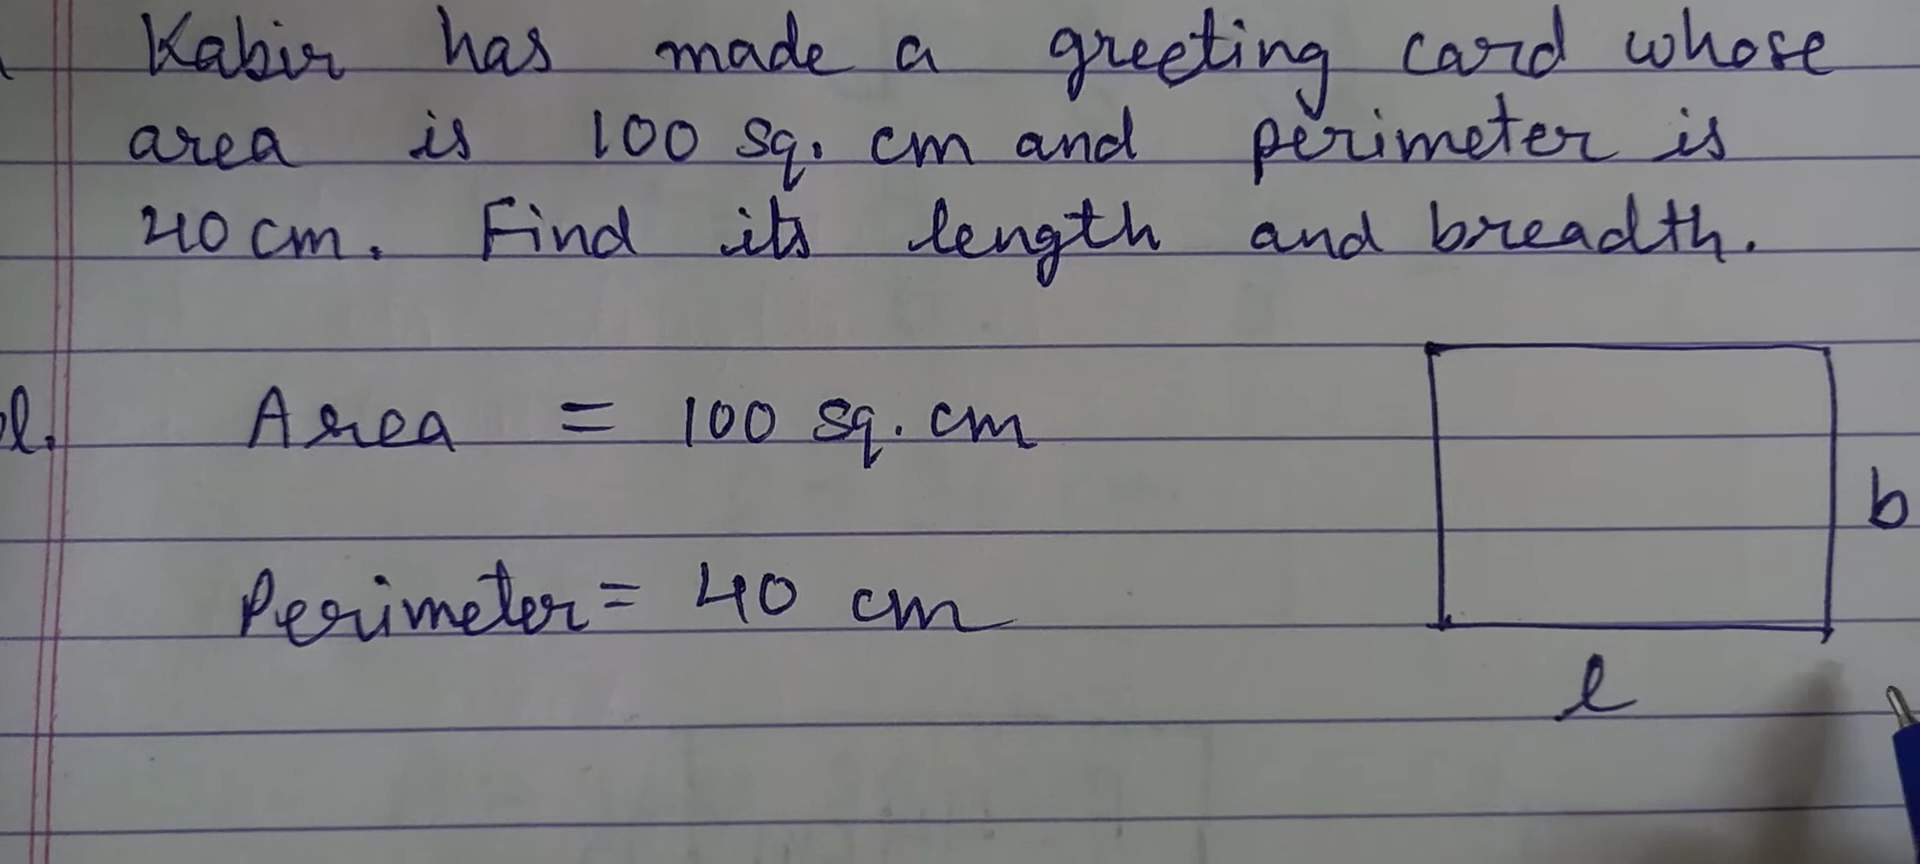 Kabir has made a greeting card whose
area is 100 sq. cm and perimeter is
40 cm. Find its length and breadth.
Area = 100 sq. cm
b
Perimeter = 40 cm
l